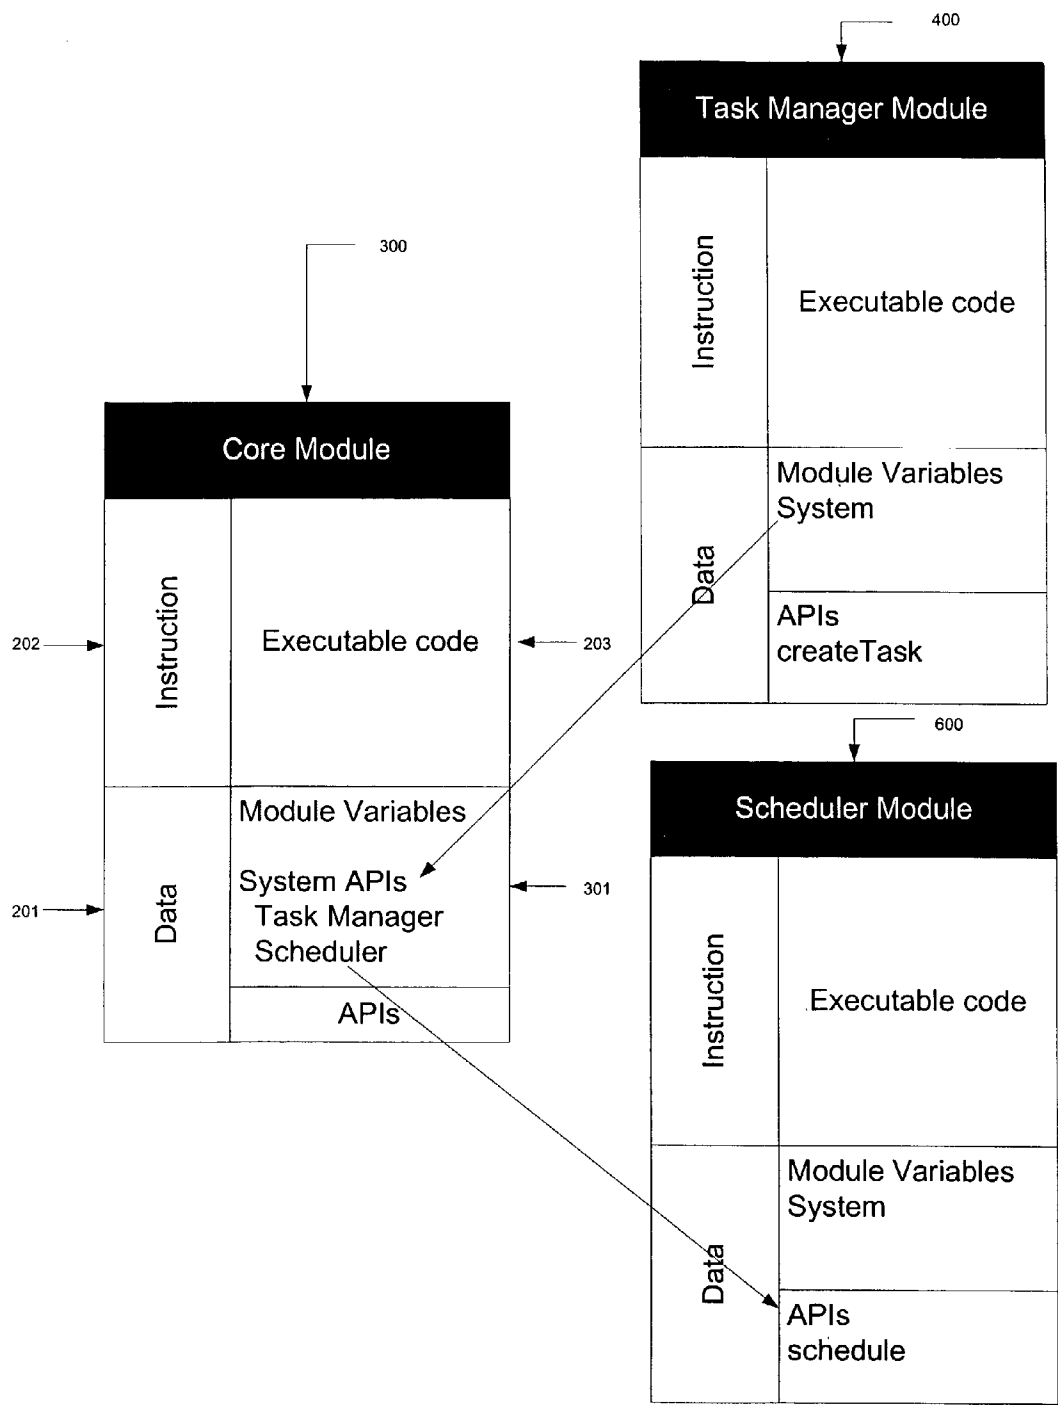 400
Task Manager Module
Instruction
Executable code
Data
Module Variables
System
APIs
createTask
300
Core Module
202
Instruction
Executable code
203
201
Data
Module Variables
System APIs
Task Manager
Scheduler
301
APIs
600
Scheduler Module
Instruction
Executable code
Data
Module Variables
System
APIs
schedule